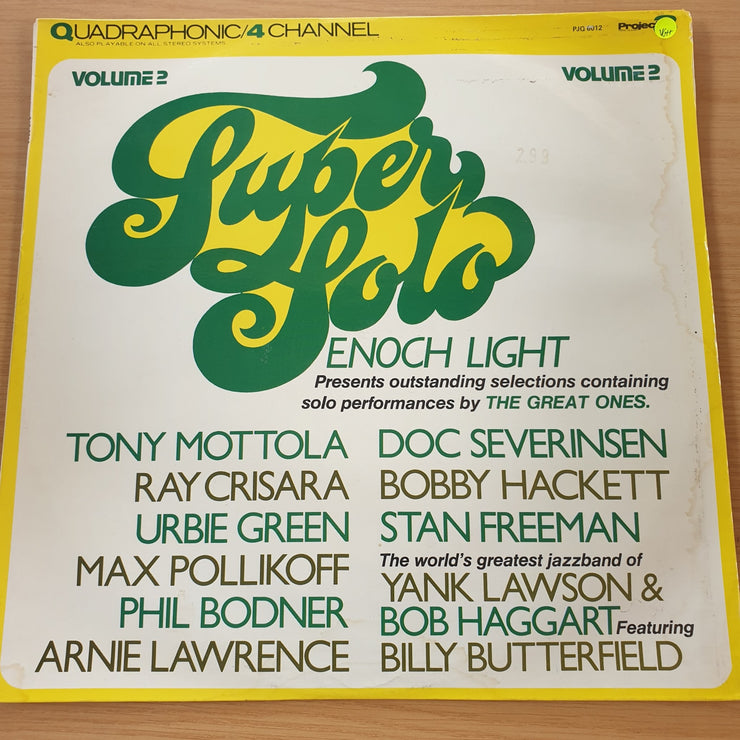 QUADRAPHONIC/4 CHANNEL
ALSO PLAYABLE ON ALL STEREO SYSTEMS
PJQ 6012
Project
VG+
VOLUME 2
VOLUME 2
Super
Solo
2.99
ENOCH LIGHT
Presents outstanding selections containing
solo performances by THE GREAT ONES.
TONY MOTTOLA
RAY CRISARA
URBIE GREEN
MAX POLLIKOFF
PHIL BODNER
ARNIE LAWRENCE
DOC SEVERINSEN
BOBBY HACKETT
STAN FREEMAN
The world's greatest jazzband of
YANK LAWSON &
BOB HAGGART Featuring
BILLY BUTTERFIELD